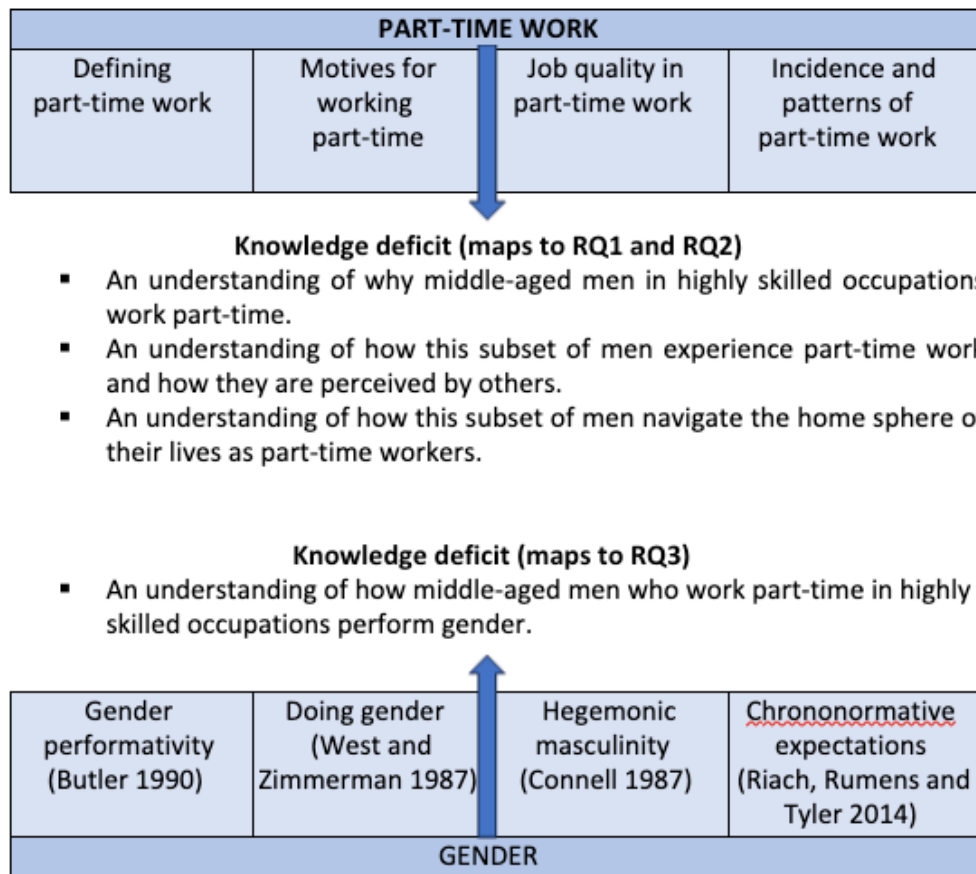 PART-TIME WORK
Defining part-time work
Motives for working part-time
Job quality in part-time work
Incidence and patterns of part-time work
Knowledge deficit (maps to RQ1 and RQ2)
▪ An understanding of why middle-aged men in highly skilled occupations
work part-time.
▪ An understanding of how this subset of men experience part-time work
and how they are perceived by others.
▪ An understanding of how this subset of men navigate the home sphere o
their lives as part-time workers.
Knowledge deficit (maps to RQ3)
▪ An understanding of how middle-aged men who work part-time in highly
skilled occupations perform gender.
Gender performativity (Butler 1990)
Doing gender (West and Zimmerman 1987)
Hegemonic masculinity (Connell 1987)
Chrononormative expectations (Riach, Rumens and Tyler 2014)
GENDER